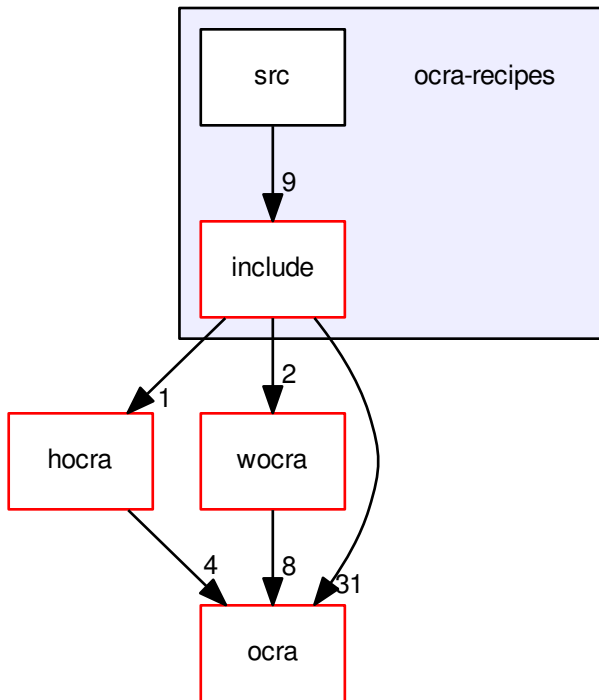 src
ocra-recipes
9
include
1
2
hocra
wocra
4
8
31
ocra